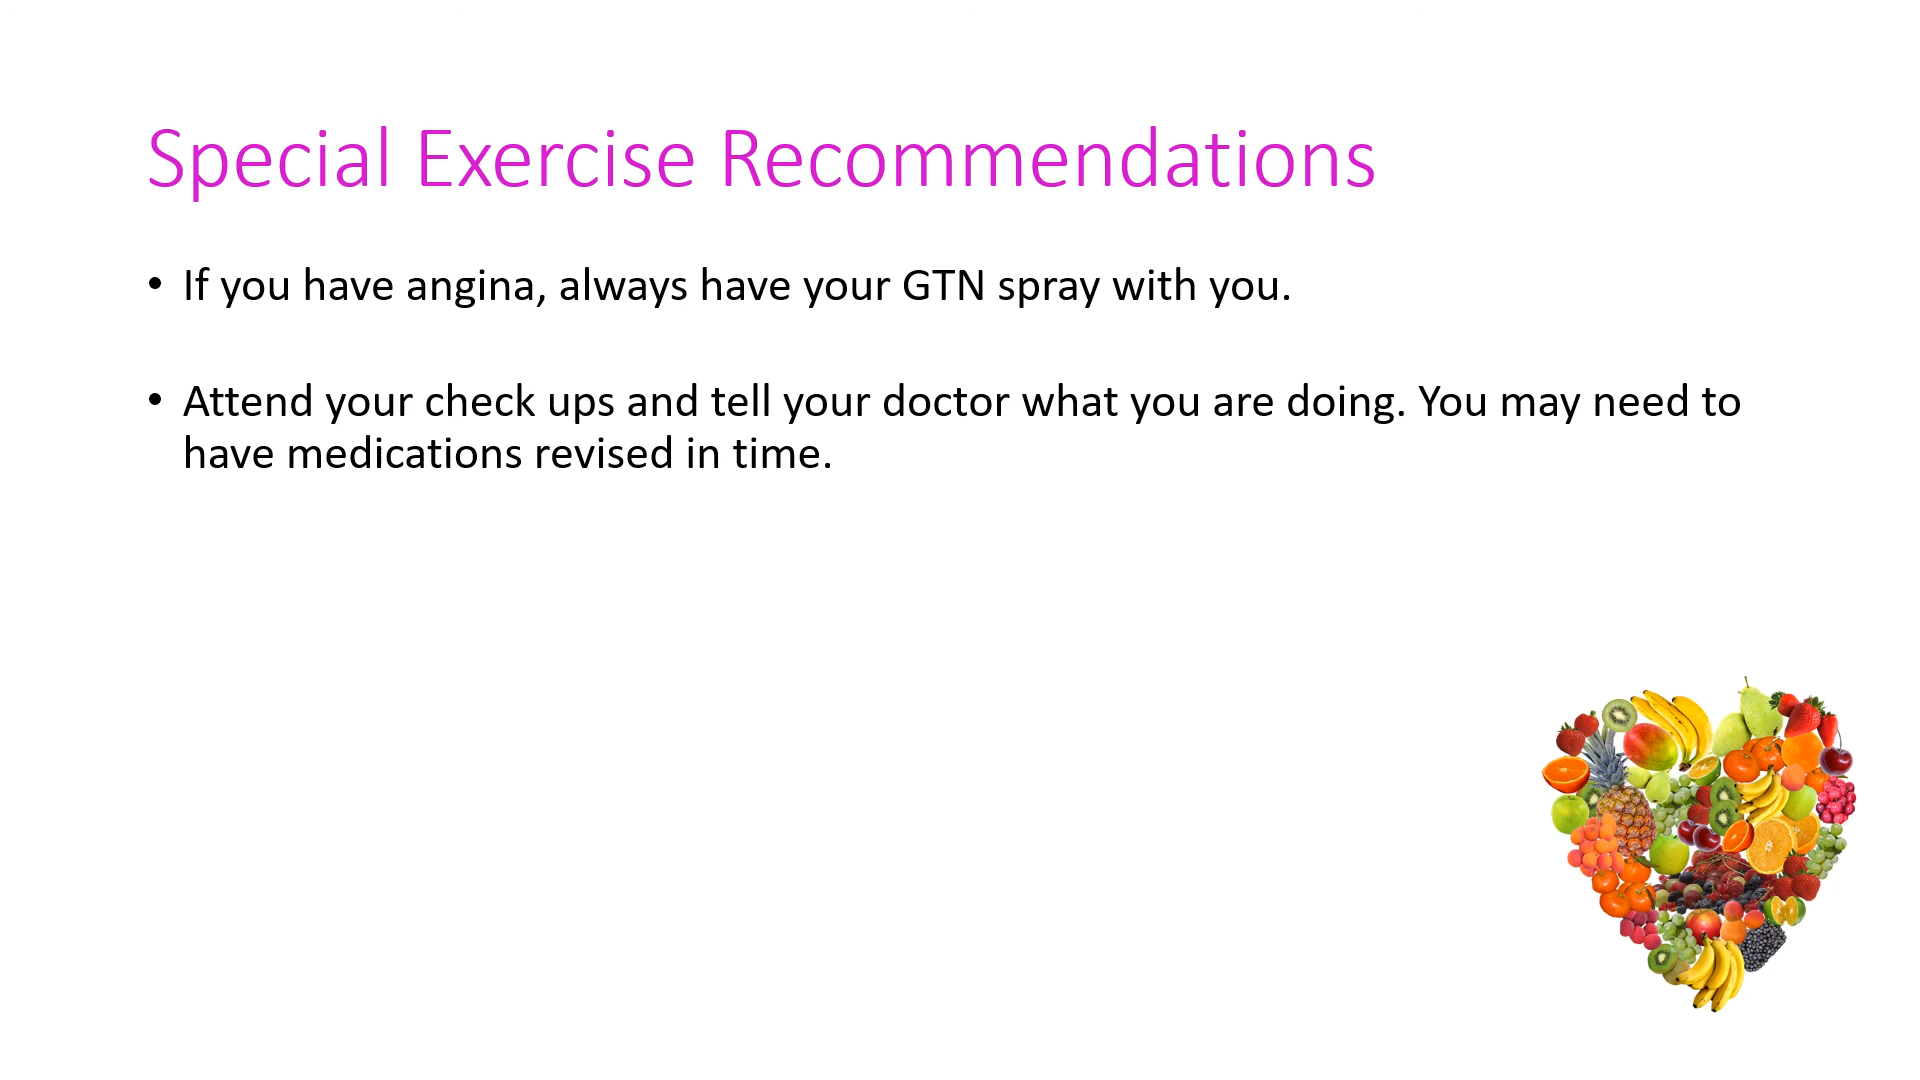 Special Exercise Recommendations
• If you have angina, always have your GTN spray with you.
• Attend your check ups and tell your doctor what you are doing. You may need to
have medications revised in time.